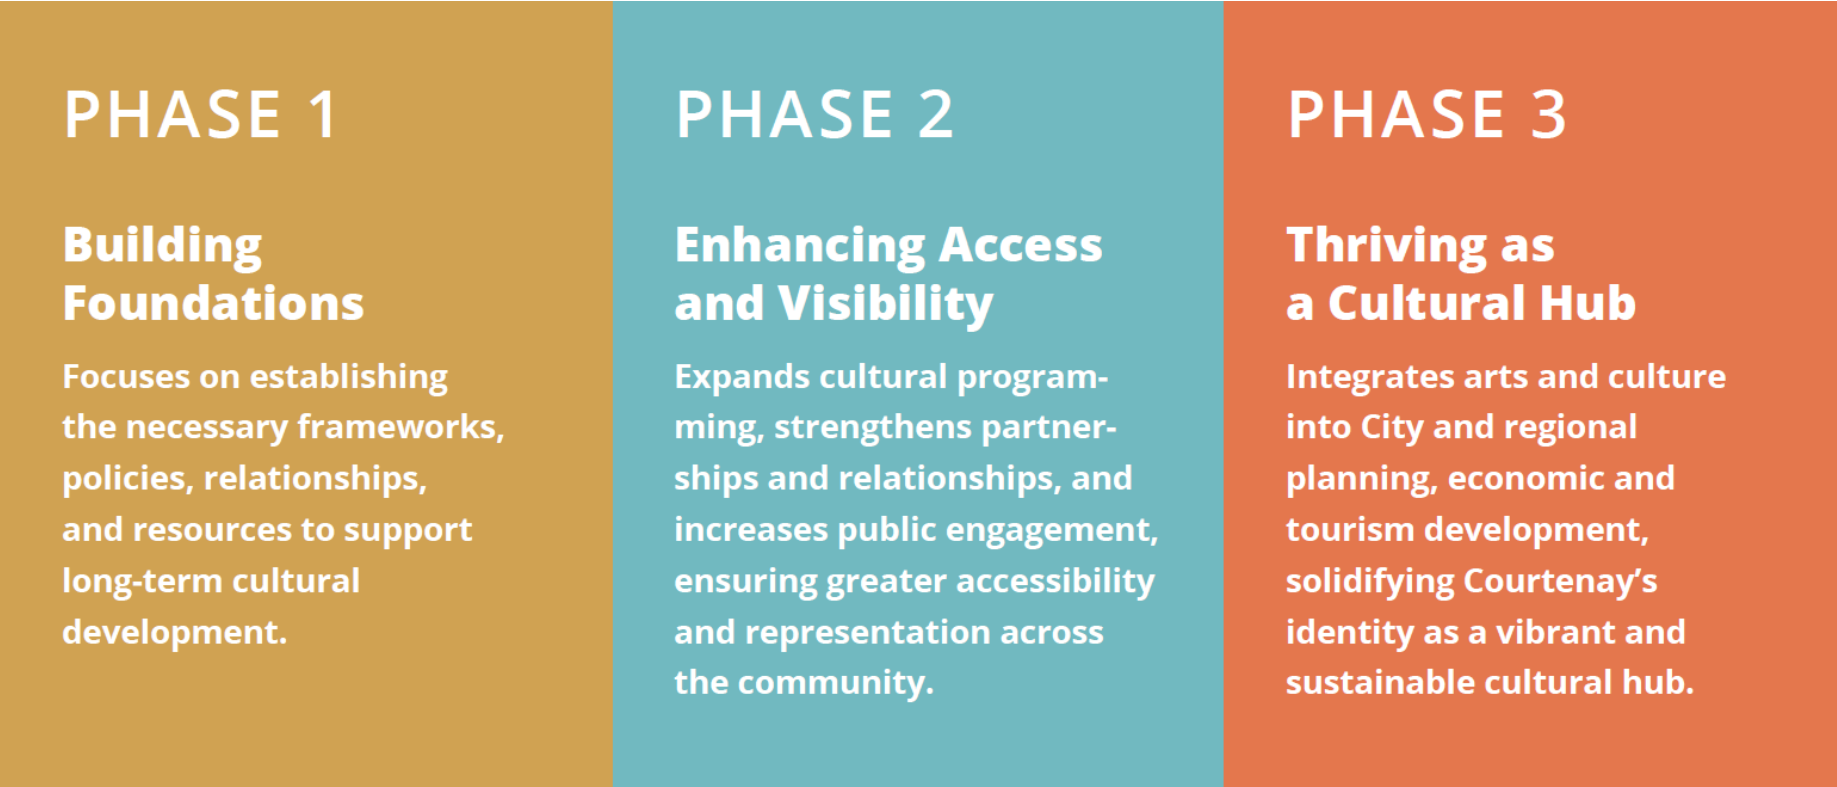 PHASE 1
Building
Foundations
Focuses on establishing
the necessary frameworks,
policies, relationships,
and resources to support
long-term cultural
development.
PHASE 2
Enhancing Access
and Visibility
Expands cultural program-
ming, strengthens partner-
ships and relationships, and
increases public engagement,
ensuring greater accessibility
and representation across
the community.
PHASE 3
Thriving as
a Cultural Hub
Integrates arts and culture
into City and regional
planning, economic and
tourism development,
solidifying Courtenay’s
identity as a vibrant and
sustainable cultural hub.